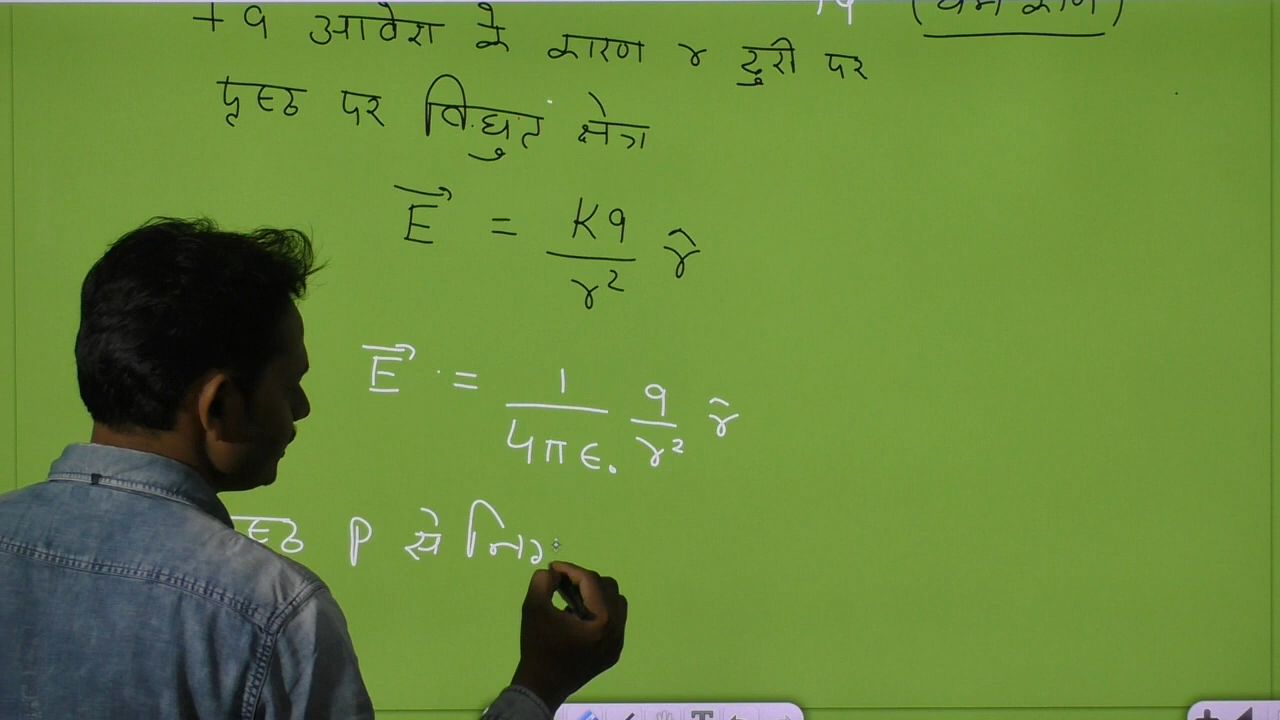 +q आवेश के कारण r दुरी पर
पृष्ठ पर विद्युत क्षेत्र
E⃗ = Kq/r² r̂
E⃗ = 1/4πϵ₀ q/r² r̂
P से निर